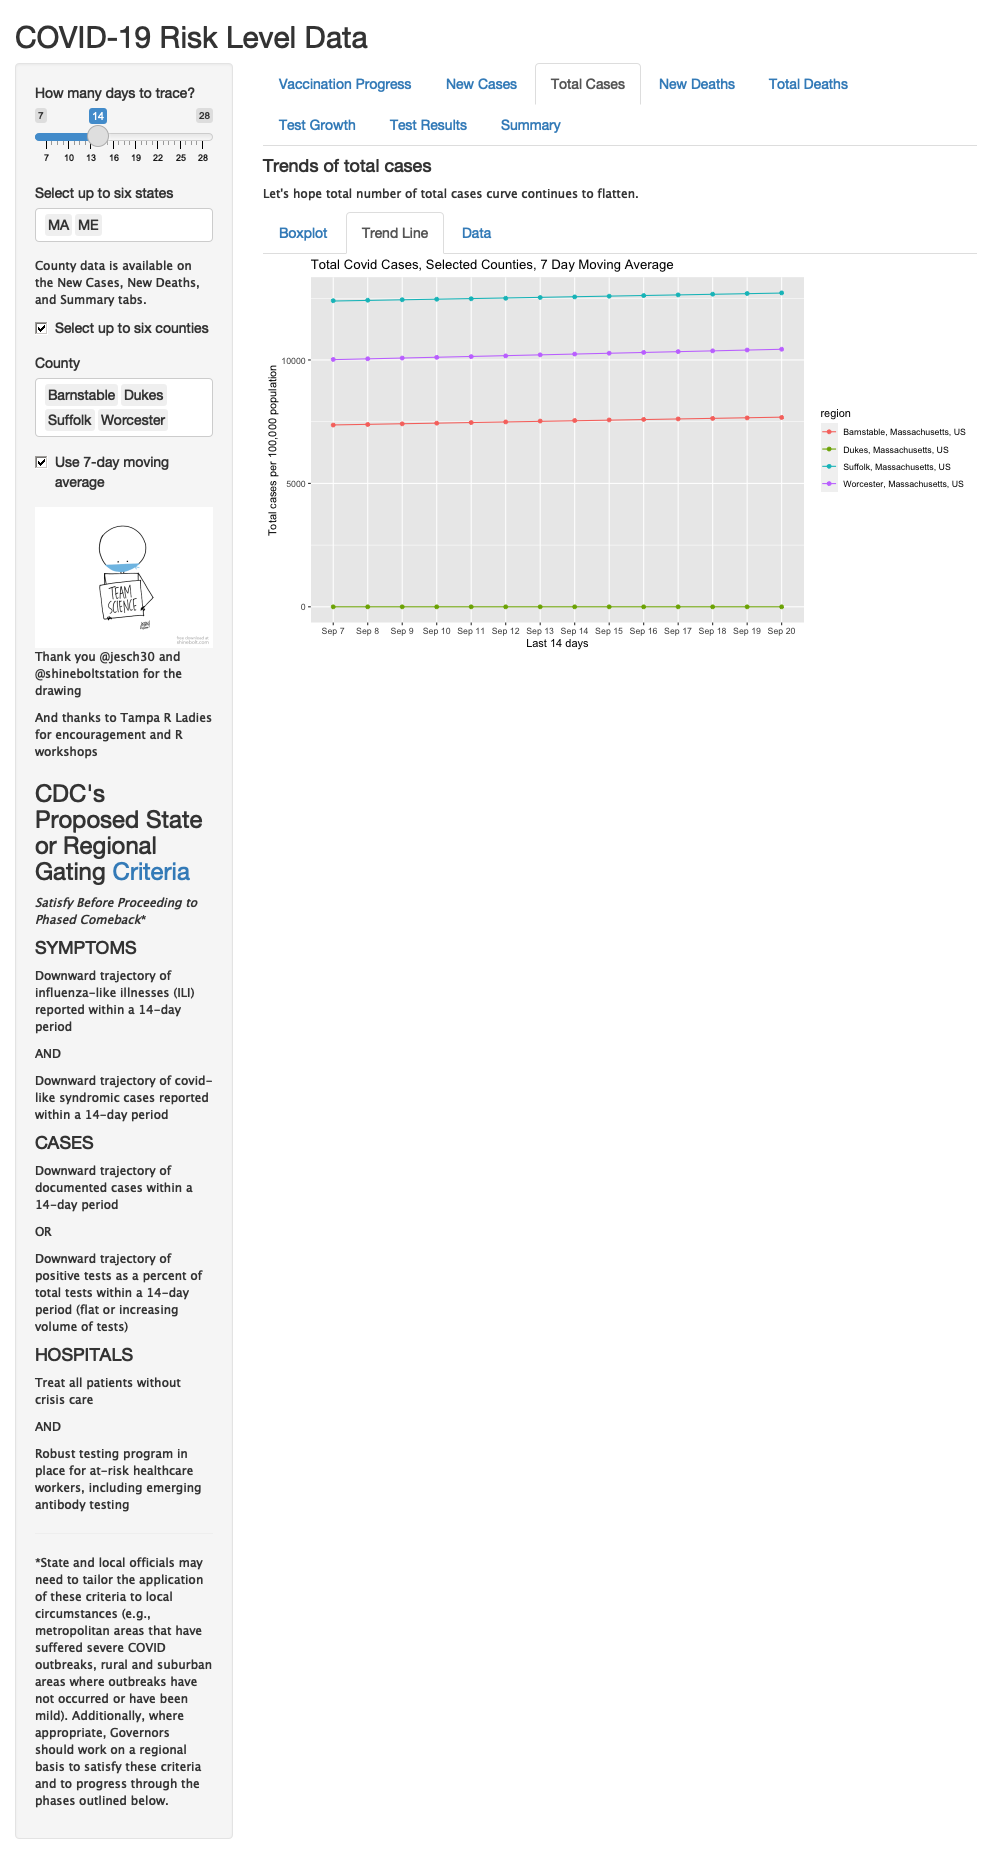 COVID-19 Risk Level Data
How many days to trace?
7 14 28
7 10 13 16 19 22 25 28
Select up to six states
MA ME
County data is available on
the New Cases, New Deaths,
and Summary tabs.
Select up to six counties
County
Barnstable Dukes
Suffolk Worcester
Use 7-day moving
average
TEAM
SCIENCE
free download at
shinebolt.com
Thank you @jesch30 and
@shineboltstation for the
drawing
And thanks to Tampa R Ladies
for encouragement and R
workshops
CDC's
Proposed State
or Regional
Gating Criteria
Satisfy Before Proceeding to
Phased Comeback*
SYMPTOMS
Downward trajectory of
influenza-like illnesses (ILI)
reported within a 14-day
period
AND
Downward trajectory of covid-
like syndromic cases reported
within a 14-day period
CASES
Downward trajectory of
documented cases within a
14-day period
OR
Downward trajectory of
positive tests as a percent of
total tests within a 14-day
period (flat or increasing
volume of tests)
HOSPITALS
Treat all patients without
crisis care
AND
Robust testing program in
place for at-risk healthcare
workers, including emerging
antibody testing
*State and local officials may
need to tailor the application
of these criteria to local
circumstances (e.g.,
metropolitan areas that have
suffered severe COVID
outbreaks, rural and suburban
areas where outbreaks have
not occurred or have been
mild). Additionally, where
appropriate, Governors
should work on a regional
basis to satisfy these criteria
and to progress through the
phases outlined below.
Vaccination Progress New Cases Total Cases New Deaths Total Deaths
Test Growth Test Results Summary
Trends of total cases
Let's hope total number of total cases curve continues to flatten.
Boxplot Trend Line Data
Total Covid Cases, Selected Counties, 7 Day Moving Average
Total cases per 100,000 population
10000
5000
0
Sep 7 Sep 8 Sep 9 Sep 10 Sep 11 Sep 12 Sep 13 Sep 14 Sep 15 Sep 16 Sep 17 Sep 18 Sep 19 Sep 20
Last 14 days
region
Barnstable, Massachusetts, US
Dukes, Massachusetts, US
Suffolk, Massachusetts, US
Worcester, Massachusetts, US